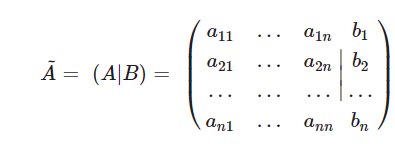 Ã = (A|B) = 
a₁₁ … a₁ₙ b₁
a₂₁ … a₂ₙ | b₂
… … … | …
aₙ₁ … aₙₙ bₙ